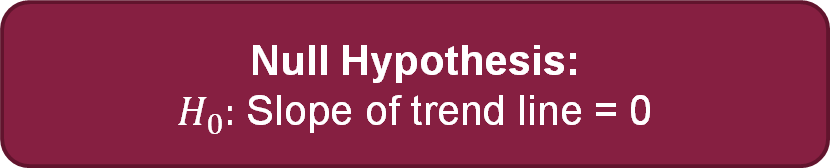 Null Hypothesis:
H₀: Slope of trend line = 0